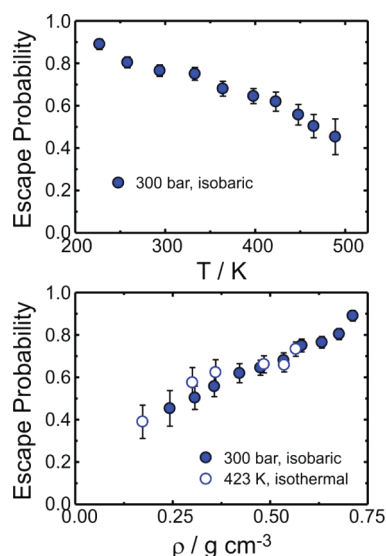 1.0
0.8
0.6
0.4
0.2
0.0
Escape Probability
300 bar, isobaric
200 300 400 500
T / K
1.0
0.8
0.6
0.4
0.2
0.0
Escape Probability
300 bar, isobaric
423 K, isothermal
0.00 0.25 0.50 0.75
ρ / g cm⁻³